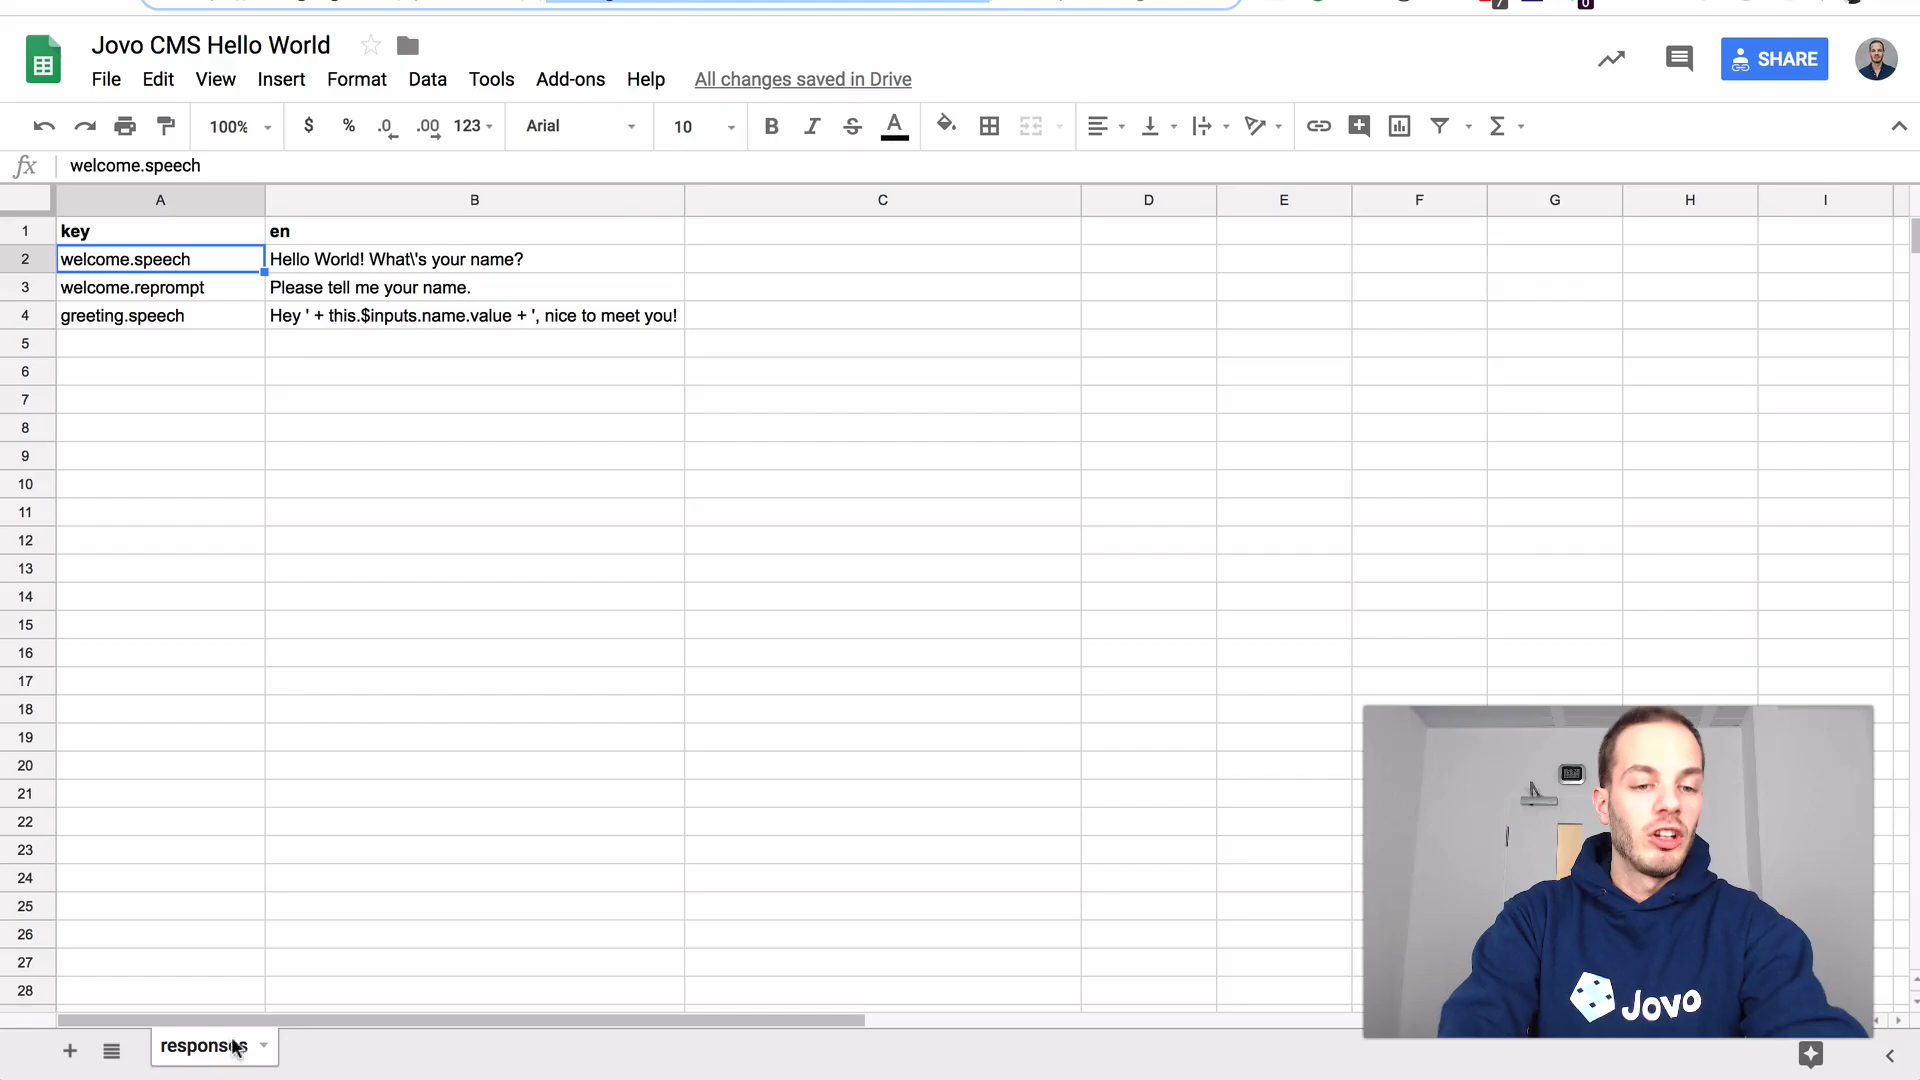 Jovo CMS Hello World
File Edit View Insert Format Data Tools Add-ons Help All changes saved in Drive
SHARE
100% $ % .0 .00 123 Arial 10 B I S A Σ
fx welcome.speech
A B C D E F G H I
1 key en
2 welcome.speech Hello World! What\'s your name?
3 welcome.reprompt Please tell me your name.
4 greeting.speech Hey ' + this.$inputs.name.value + ', nice to meet you!
5
6
7
8
9
10
11
12
13
14
15
16
17
18
19
20
21
22
23
24
25
26
27
28
Jovo
+ responses